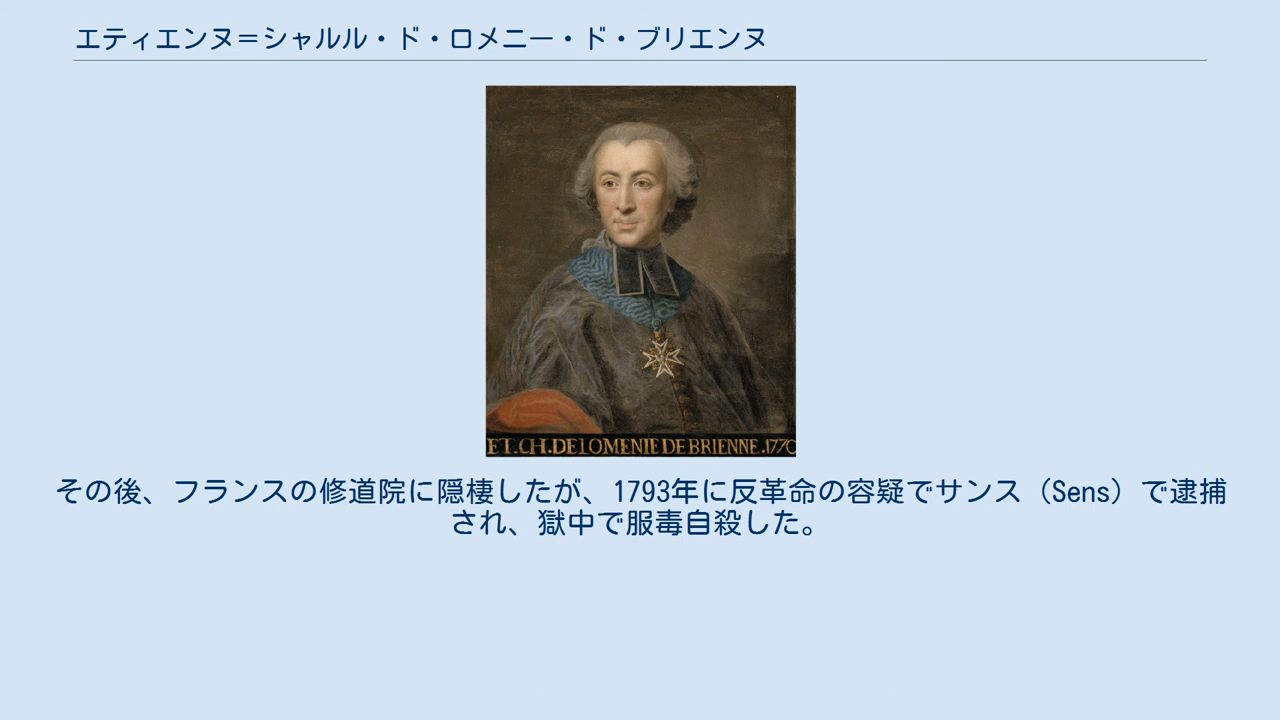 エティエンヌ＝シャルル・ド・ロメニー・ド・ブリエンヌ
ET.CH.DE LOMENIE DE BRIENNE.1770
その後、フランスの修道院に隠棲したが、1793年に反革命の容疑でサンス（Sens）で逮捕
され、獄中で服毒自殺した。